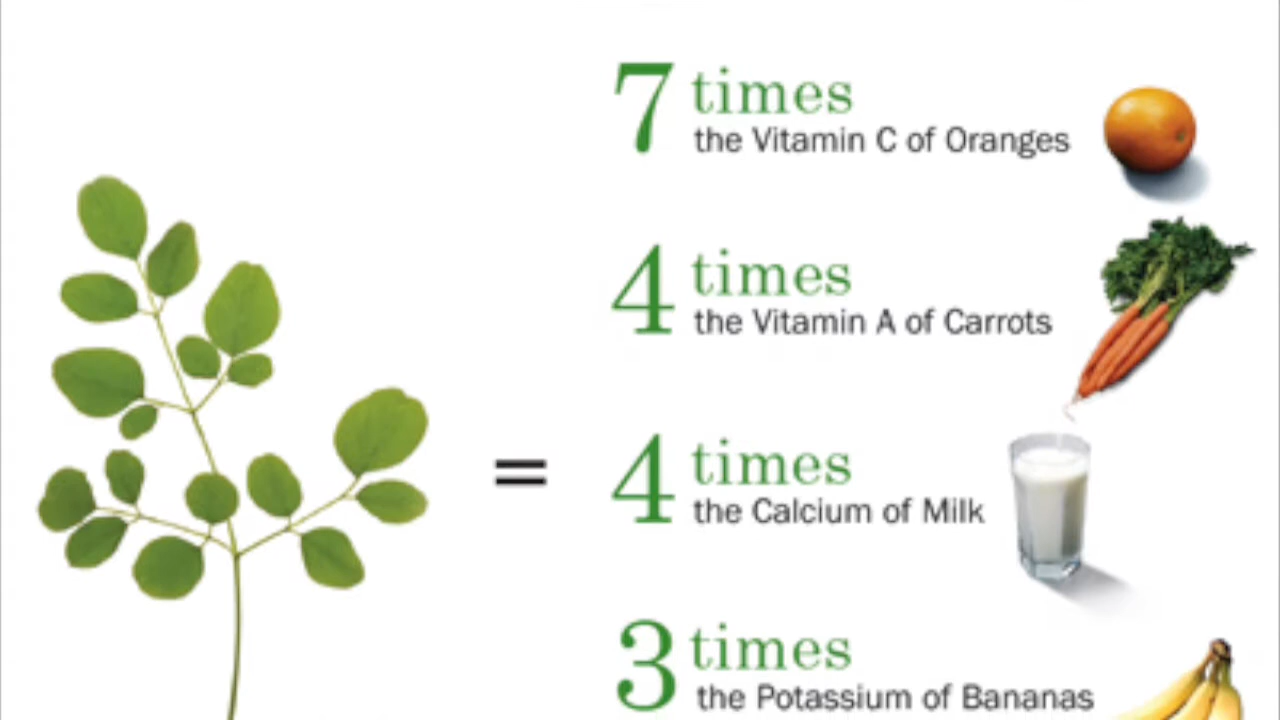 7 times
the Vitamin C of Oranges
4 times
the Vitamin A of Carrots
=
4 times
the Calcium of Milk
3 times
the Potassium of Bananas